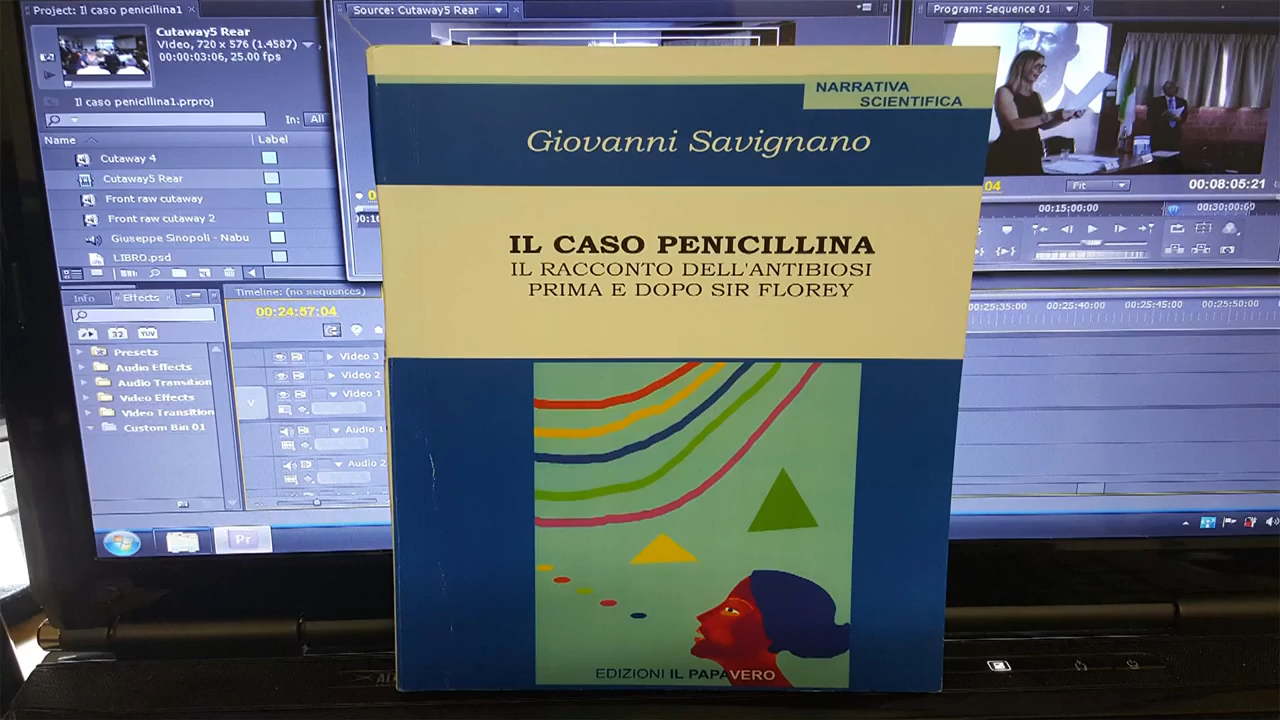 Project: Il caso penicillina1
Cutaway5 Rear
Video, 720 x 576 (1.4587)
00:00:03:06, 25.00 fps
Il caso penicillina1.prproj
In: All
Name
Label
Cutaway 4
Cutaway5 Rear
Front raw cutaway
Front raw cutaway 2
Giuseppe Sinopoli - Nabu
LIBRO.psd
Info
Effects
Presets
Audio Effects
Audio Transition
Video Effects
Video Transition
Custom Bin 01
Source: Cutaway5 Rear
Timeline: (no sequences)
00:24:57:04
Video 3
Video 2
V
Video 1
Audio 1
Audio 2
Pr
NARRATIVA
SCIENTIFICA
Giovanni Savignano
IL CASO PENICILLINA
IL RACCONTO DELL'ANTIBIOSI
PRIMA E DOPO SIR FLOREY
EDIZIONI IL PAPAVERO
Program: Sequence 01
04
Fit
00:08:05:21
00:15:00:00
00:30:00:00
00:25:35:00
00:25:40:00
00:25:45:00
00:25:50:00